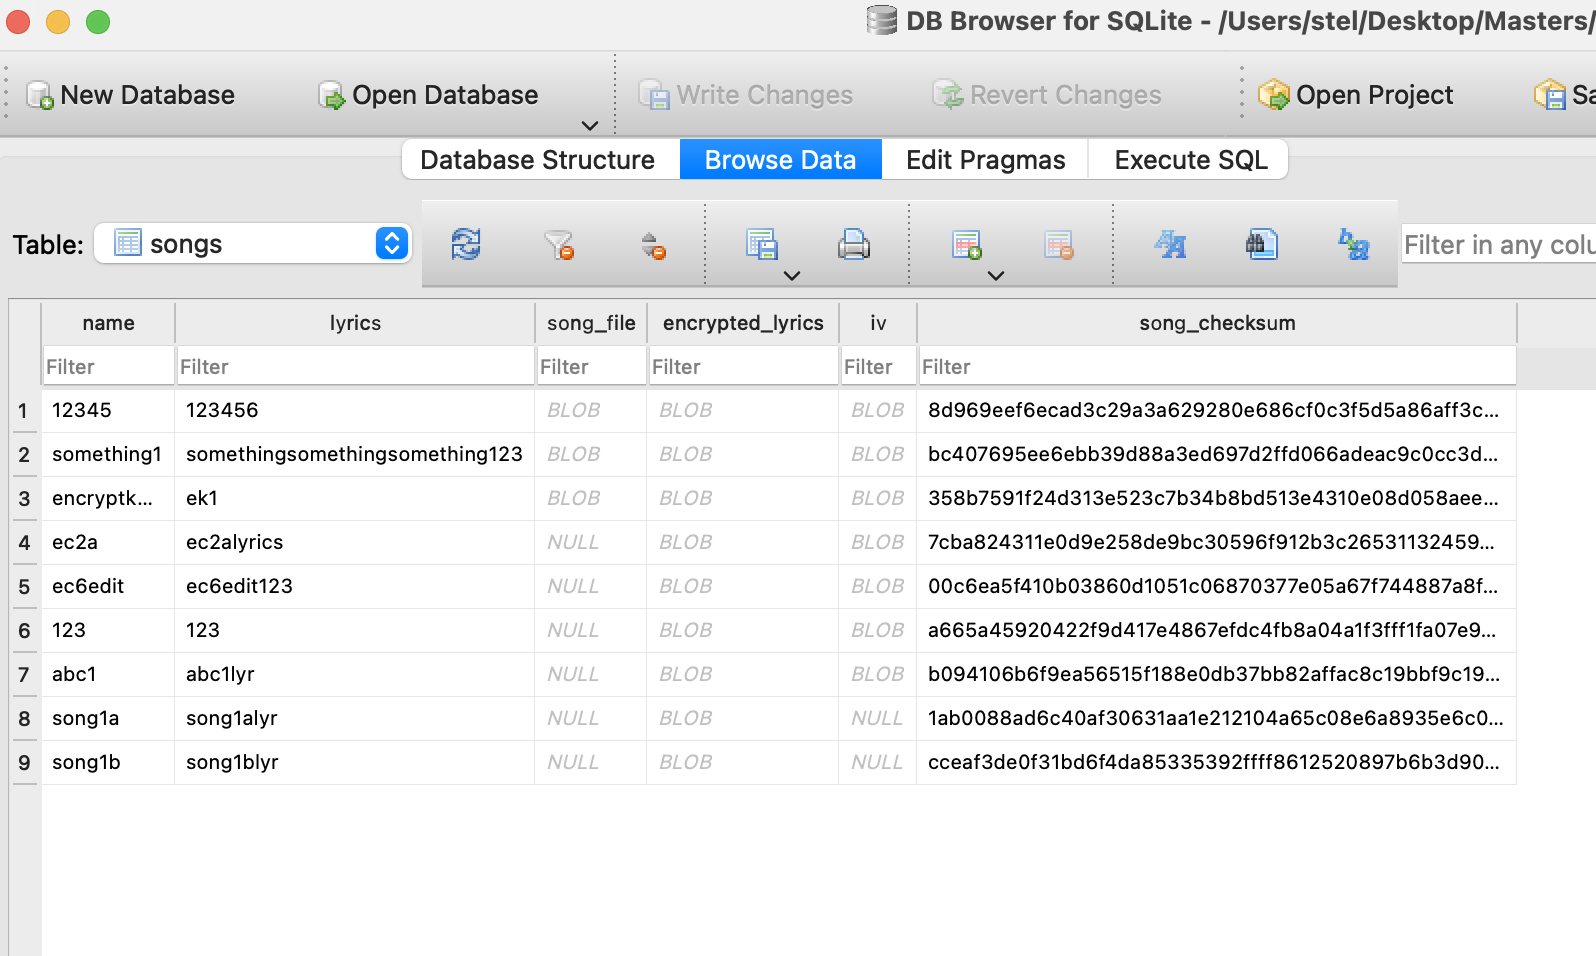 DB Browser for SQLite - /Users/stel/Desktop/Masters/
New Database Open Database Write Changes Revert Changes Open Project Sa
Database Structure Browse Data Edit Pragmas Execute SQL
Table: songs Filter in any colu
name lyrics song_file encrypted_lyrics iv song_checksum
Filter Filter Filter Filter Filter Filter
1 12345 123456 BLOB BLOB BLOB 8d969eef6ecad3c29a3a629280e686cf0c3f5d5a86aff3c...
2 something1 somethingsomethingsomething123 BLOB BLOB BLOB bc407695ee6ebb39d88a3ed697d2ffd066adeac9c0cc3d...
3 encryptk... ek1 BLOB BLOB BLOB 358b7591f24d313e523c7b34b8bd513e4310e08d058aee...
4 ec2a ec2alyrics NULL BLOB BLOB 7cba824311e0d9e258de9bc30596f912b3c26531132459...
5 ec6edit ec6edit123 NULL BLOB BLOB 00c6ea5f410b03860d1051c06870377e05a67f744887a8f...
6 123 123 NULL BLOB BLOB a665a45920422f9d417e4867efdc4fb8a04a1f3fff1fa07e9...
7 abc1 abc1lyr NULL BLOB BLOB b094106b6f9ea56515f188e0db37bb82affac8c19bbf9c19...
8 song1a song1alyr NULL BLOB NULL 1ab0088ad6c40af30631aa1e212104a65c08e6a8935e6c0...
9 song1b song1blyr NULL BLOB NULL cceaf3de0f31bd6f4da85335392ffff8612520897b6b3d90...